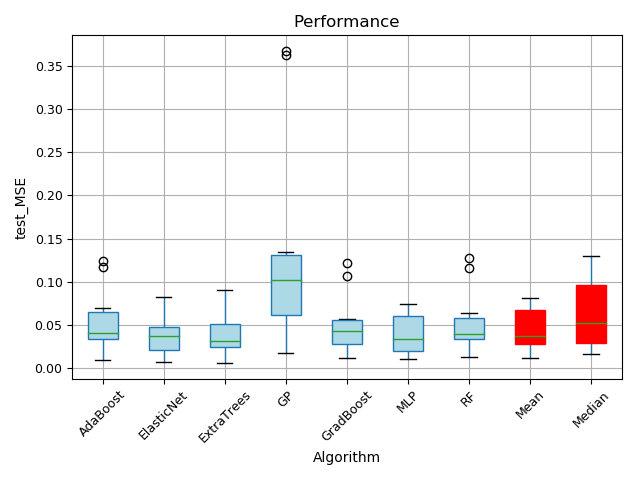 Performance
test_MSE
0.35
0.30
0.25
0.20
0.15
0.10
0.05
0.00
AdaBoost
ElasticNet
ExtraTrees
GP
GradBoost
MLP
RF
Mean
Median
Algorithm